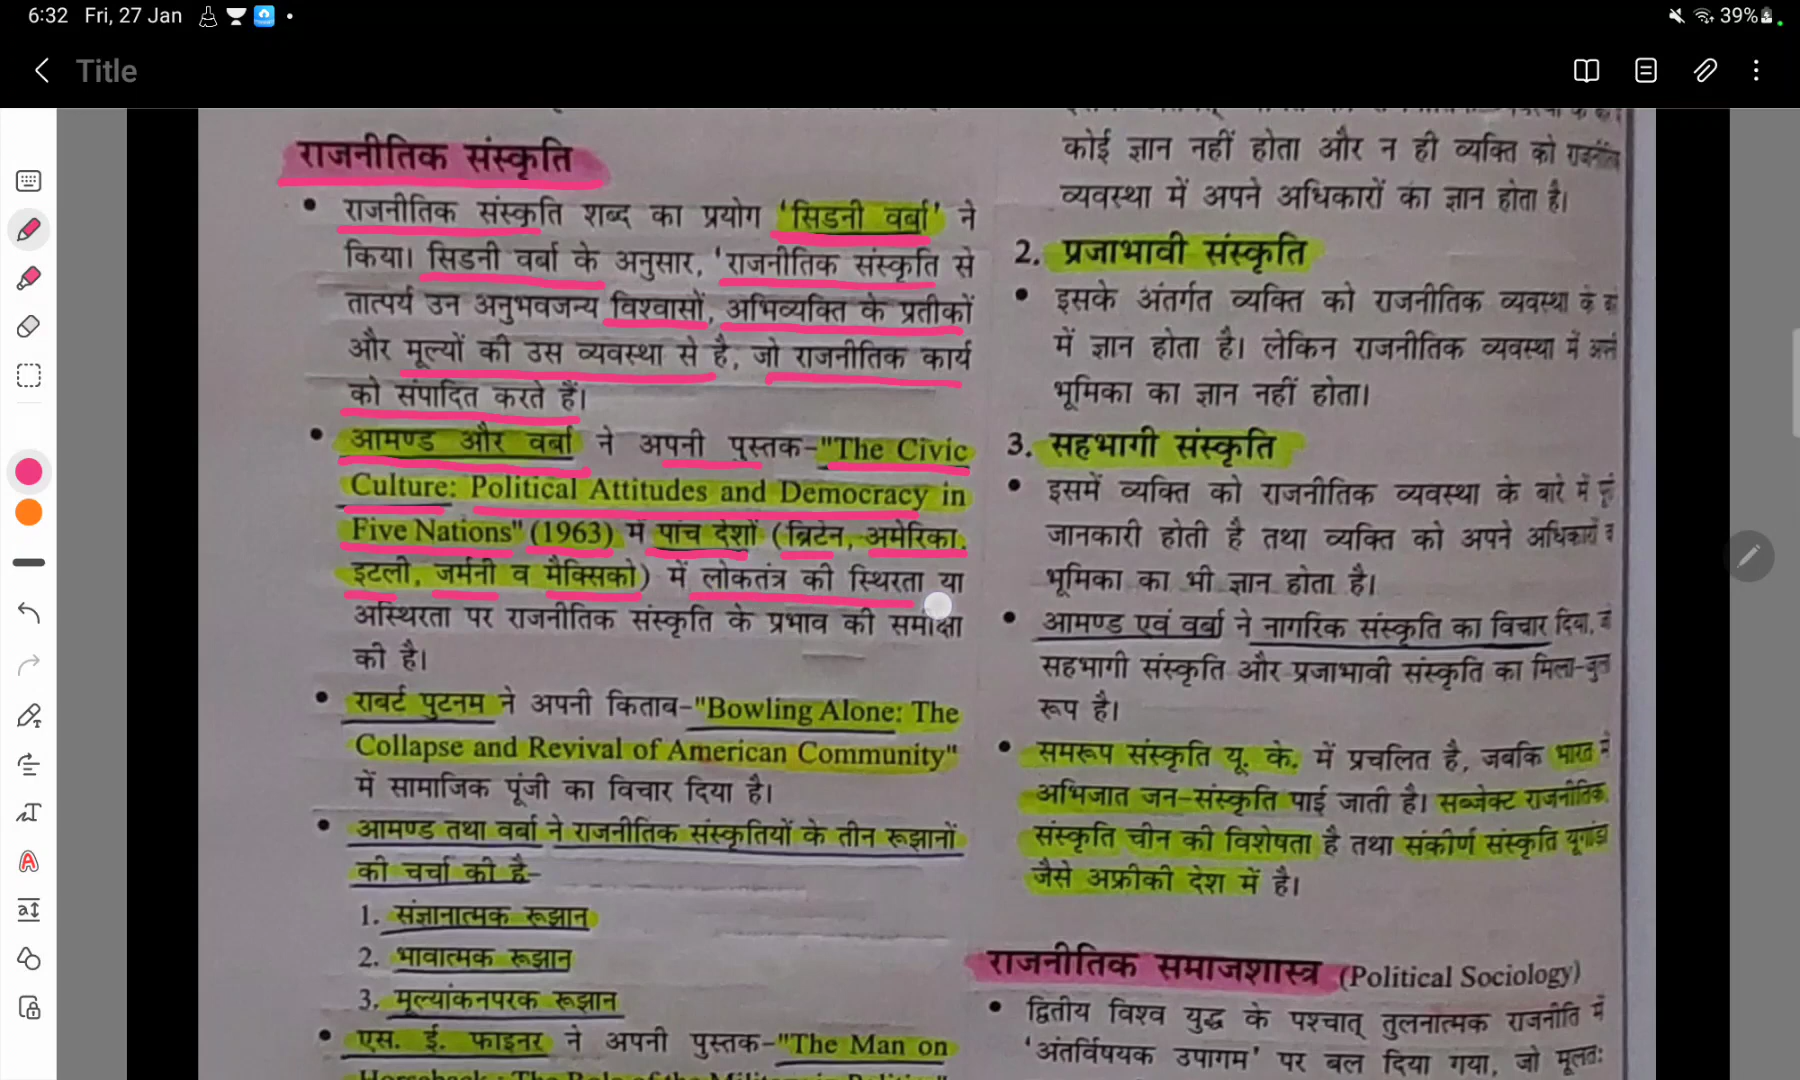 6:32 Fri, 27 Jan
39%
Title
राजनीतिक संस्कृति
• राजनीतिक संस्कृति शब्द का प्रयोग 'सिडनी वर्बा' ने
किया। सिडनी वर्बा के अनुसार, 'राजनीतिक संस्कृति से
तात्पर्य उन अनुभवजन्य विश्वासों, अभिव्यक्ति के प्रतीकों
और मूल्यों की उस व्यवस्था से है, जो राजनीतिक कार्य
को संपादित करते हैं।
• आमण्ड और वर्बा ने अपनी पुस्तक-"The Civic
Culture: Political Attitudes and Democracy in
Five Nations" (1963) में पांच देशों (ब्रिटेन, अमेरिका,
इटली, जर्मनी व मैक्सिको) में लोकतंत्र की स्थिरता या
अस्थिरता पर राजनीतिक संस्कृति के प्रभाव की समीक्षा
की है।
• राबर्ट पुटनम ने अपनी किताब-"Bowling Alone: The
Collapse and Revival of American Community"
में सामाजिक पूंजी का विचार दिया है।
• आमण्ड तथा वर्बा ने राजनीतिक संस्कृतियों के तीन रूझानों
की चर्चा की है-
1. संज्ञानात्मक रूझान
2. भावात्मक रूझान
3. मूल्यांकनपरक रूझान
• एस. ई. फाइनर ने अपनी पुस्तक-"The Man on
कोई ज्ञान नहीं होता और न ही व्यक्ति को
व्यवस्था में अपने अधिकारों का ज्ञान होता है।
2. प्रजाभावी संस्कृति
• इसके अंतर्गत व्यक्ति को राजनीतिक व्यवस्था के
में ज्ञान होता है। लेकिन राजनीतिक व्यवस्था में
भूमिका का ज्ञान नहीं होता।
3. सहभागी संस्कृति
• इसमें व्यक्ति को राजनीतिक व्यवस्था के बारे में
जानकारी होती है तथा व्यक्ति को अपने अधिकारों
भूमिका का भी ज्ञान होता है।
• आमण्ड एवं वर्बा ने नागरिक संस्कृति का विचार दिया,
सहभागी संस्कृति और प्रजाभावी संस्कृति का मिला-जुला
रूप है।
• समरूप संस्कृति यू. के. में प्रचलित है, जबकि भारत में
अभिजात जन-संस्कृति पाई जाती है। सब्जेक्ट राजनीतिक
संस्कृति चीन की विशेषता है तथा संकीर्ण संस्कृति यूगांडा
जैसे अफ्रीकी देश में है।
राजनीतिक समाजशास्त्र (Political Sociology)
• द्वितीय विश्व युद्ध के पश्चात् तुलनात्मक राजनीति में
'अंतर्विषयक उपागम' पर बल दिया गया, जो मूलतः